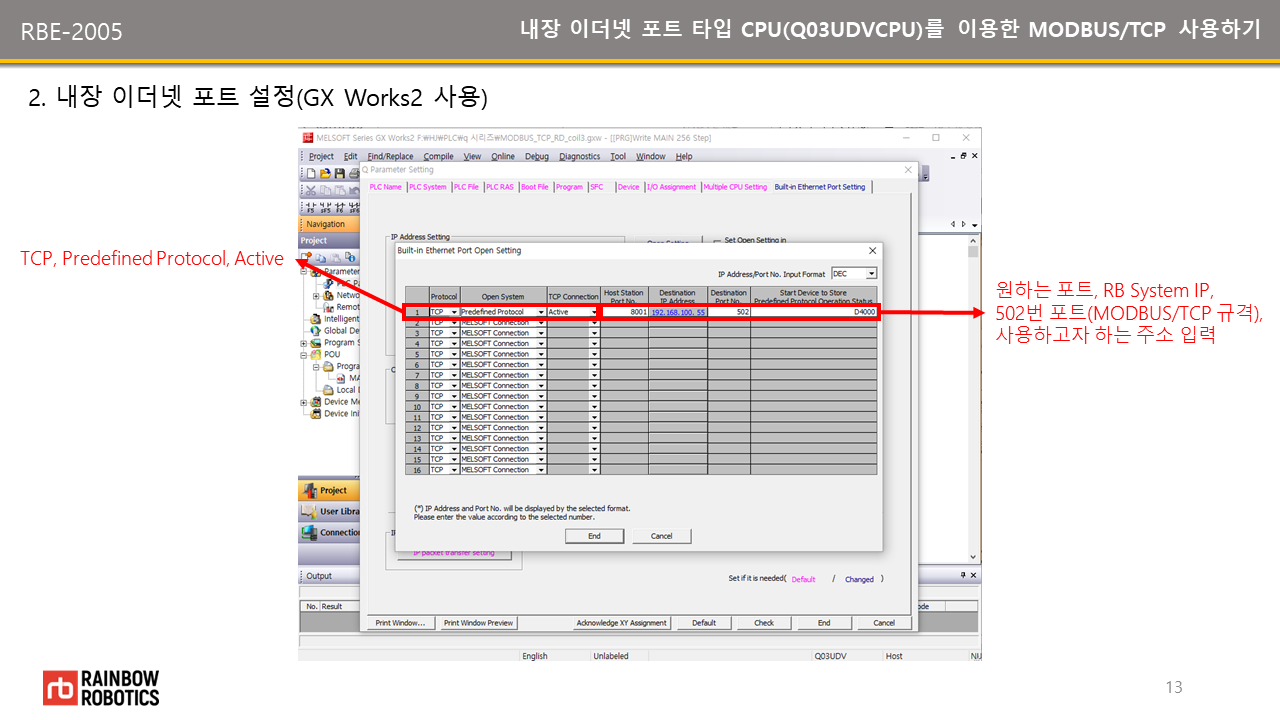 RBE-2005
내장 이더넷 포트 타입 CPU(Q03UDVCPU)를 이용한 MODBUS/TCP 사용하기
2. 내장 이더넷 포트 설정(GX Works2 사용)
MELSOFT Series GX Works2 F:₩HJ₩PLC₩q 시리즈₩MODBUS_TCP_RD_coil3.gxw - [[PRG]Write MAIN 256 Step]
Project Edit Find/Replace Compile View Online Debug Diagnostics Tool Window Help
Q Parameter Setting
PLC Name PLC System PLC File PLC RAS Boot File Program SFC Device I/O Assignment Multiple CPU Setting Built-in Ethernet Port Setting
Navigation
Project
IP Address Setting
Set Open Setting in
Built-in Ethernet Port Open Setting
TCP, Predefined Protocol, Active
IP Address/Port No. Input Format DEC
Protocol Open System TCP Connection Host Station Port No. Destination IP Address Destination Port No. Start Device to Store Predefined Protocol Operation Status
1 TCP Predefined Protocol Active 8001 192.168.100. 55 502 D4000
2 TCP MELSOFT Connection
3 TCP MELSOFT Connection
4 TCP MELSOFT Connection
5 TCP MELSOFT Connection
6 TCP MELSOFT Connection
7 TCP MELSOFT Connection
8 TCP MELSOFT Connection
9 TCP MELSOFT Connection
10 TCP MELSOFT Connection
11 TCP MELSOFT Connection
12 TCP MELSOFT Connection
13 TCP MELSOFT Connection
14 TCP MELSOFT Connection
15 TCP MELSOFT Connection
16 TCP MELSOFT Connection
원하는 포트, RB System IP,
502번 포트(MODBUS/TCP 규격),
사용하고자 하는 주소 입력
Parameter
Intelligent
Global De
Program S
POU
Progra
MA
Local
Device Me
Device Ini
Project
User Libra
Connection
(*) IP Address and Port No. will be displayed by the selected format.
Please enter the value according to the selected number.
End Cancel
IP packet transfer setting
Set if it is needed( Default / Changed )
Output
No. Result
Print Window... Print Window Preview Acknowledge XY Assignment Default Check End Cancel
English Unlabeled Q03UDV Host
RAINBOW
ROBOTICS
13